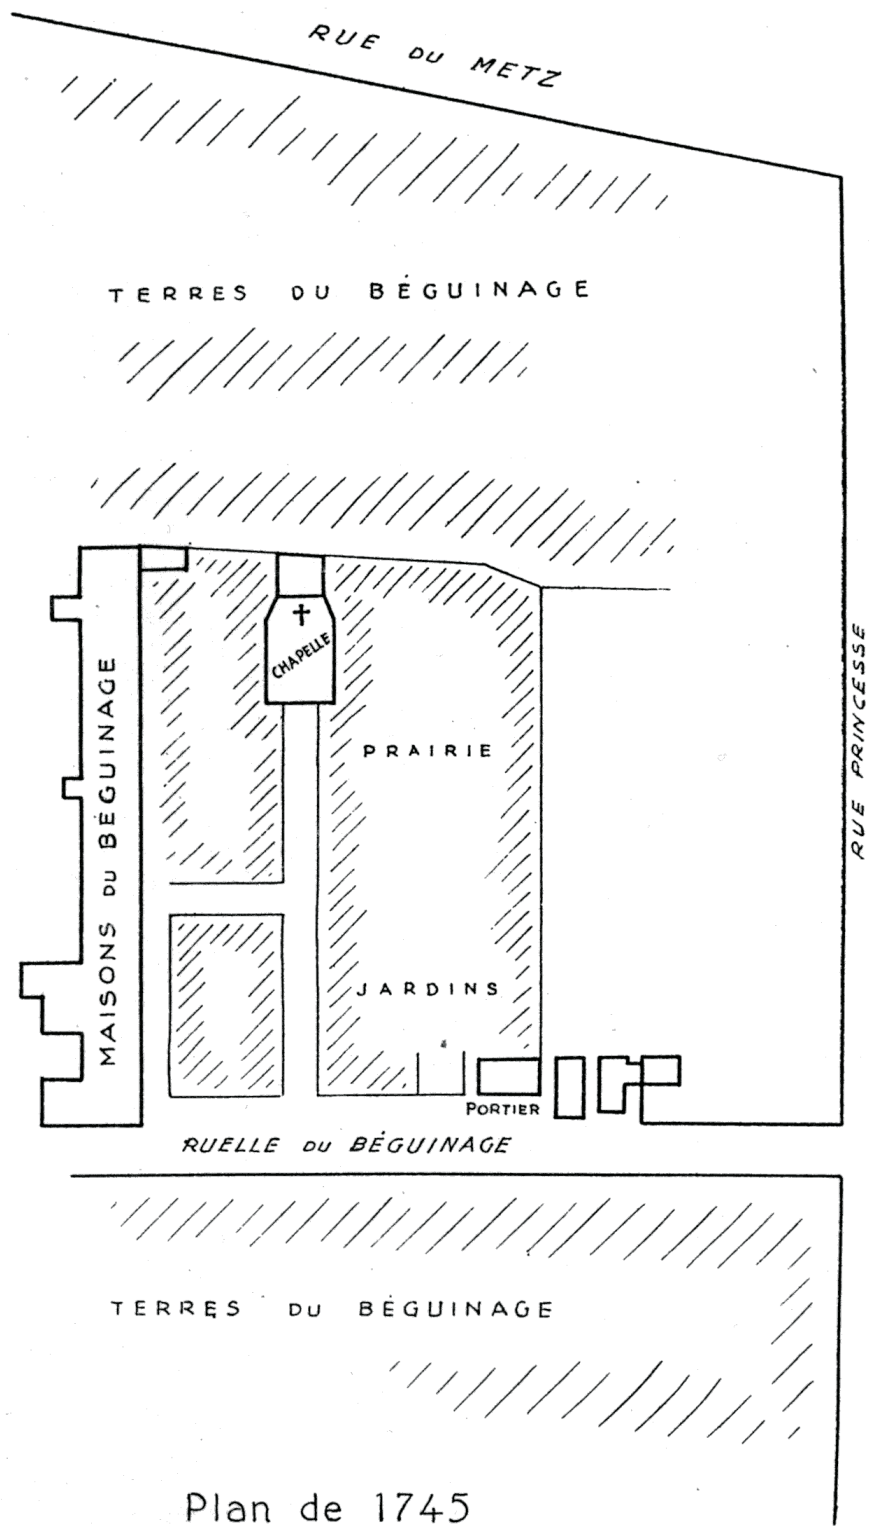 RUE DU METZ
TERRES DU BÉGUINAGE
CHAPELLE
MAISONS DU BÉGUINAGE
PRAIRIE
RUE PRINCESSE
JARDINS
PORTIER
RUELLE DU BÉGUINAGE
TERRES DU BÉGUINAGE
Plan de 1745